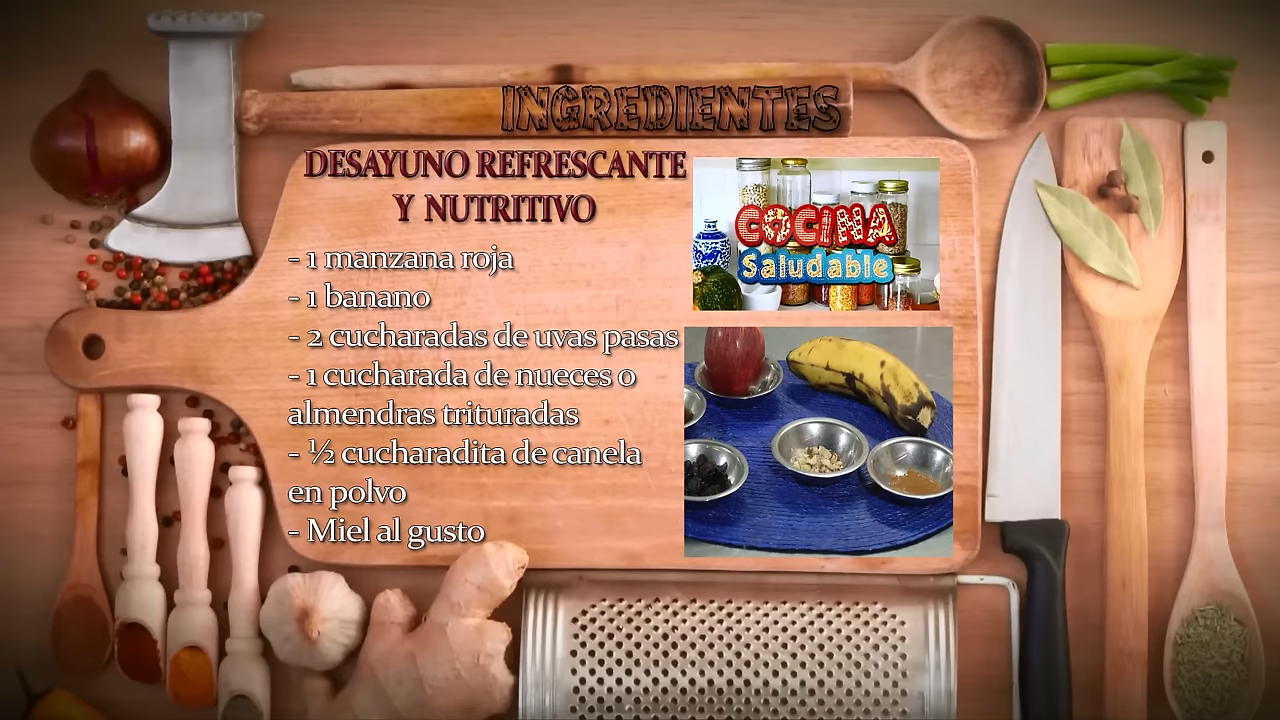 INGREDIENTES
DESAYUNO REFRESCANTE
Y NUTRITIVO
- 1 manzana roja
- 1 banano
- 2 cucharadas de uvas pasas
- 1 cucharada de nueces o
almendras trituradas
- ½ cucharadita de canela
en polvo
- Miel al gusto
COCINA
Saludable